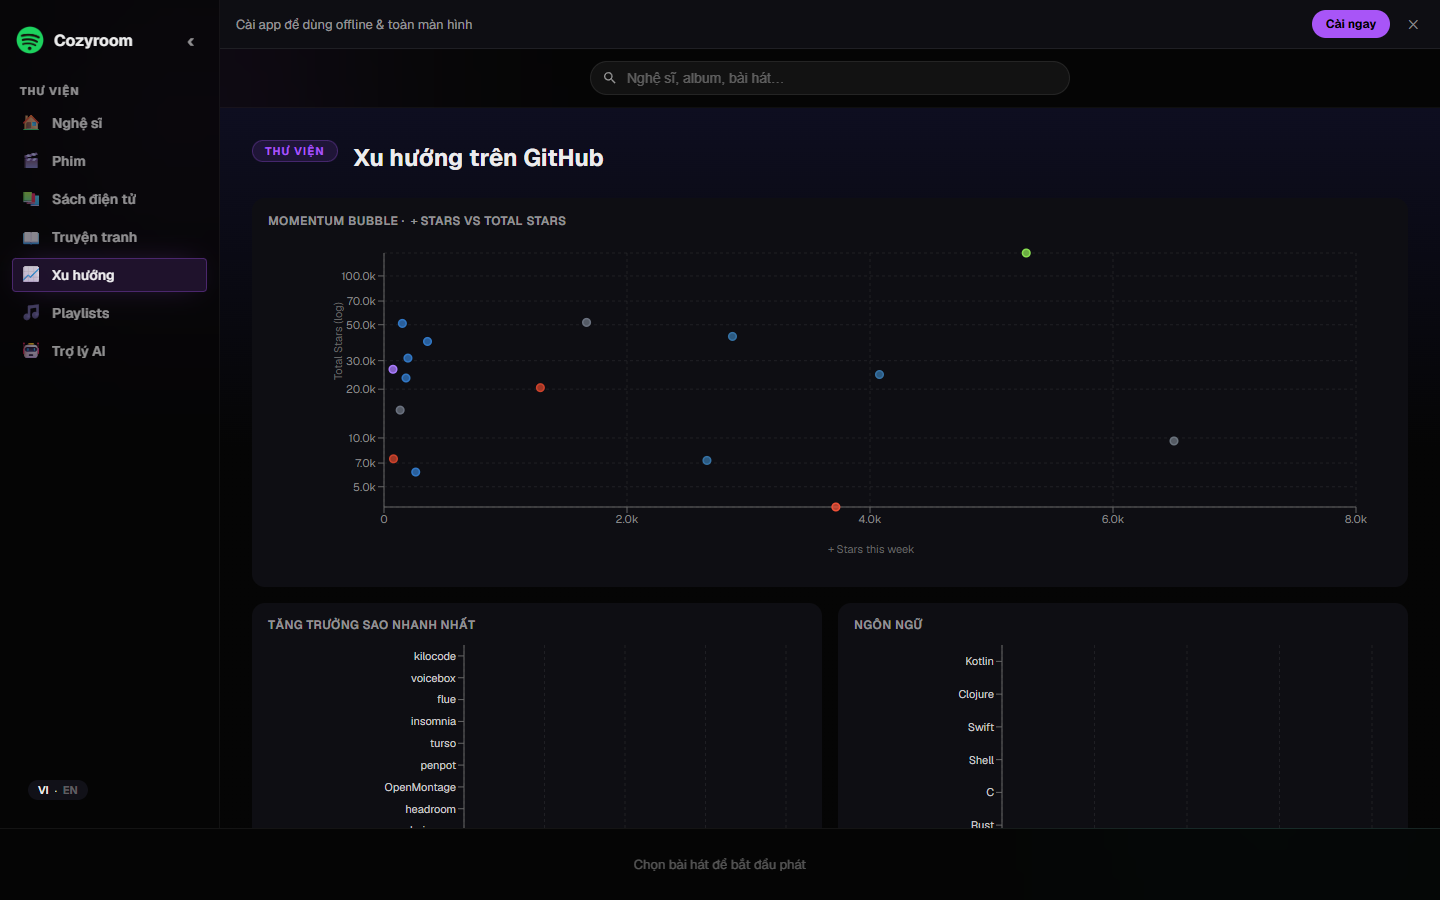 Cozyroom
‹
THƯ VIỆN
Nghệ sĩ
Phim
Sách điện tử
Truyện tranh
Xu hướng
Playlists
Trợ lý AI
VI · EN
Cài app để dùng offline & toàn màn hình
Cài ngay
×
Nghệ sĩ, album, bài hát...
THƯ VIỆN
Xu hướng trên GitHub
MOMENTUM BUBBLE · + STARS VS TOTAL STARS
Total Stars (log)
100.0k
70.0k
50.0k
30.0k
20.0k
10.0k
7.0k
5.0k
0
2.0k
4.0k
6.0k
8.0k
+ Stars this week
TĂNG TRƯỞNG SAO NHANH NHẤT
kilocode
voicebox
flue
insomnia
turso
penpot
OpenMontage
headroom
NGÔN NGỮ
Kotlin
Clojure
Swift
Shell
C
Rust
Chọn bài hát để bắt đầu phát